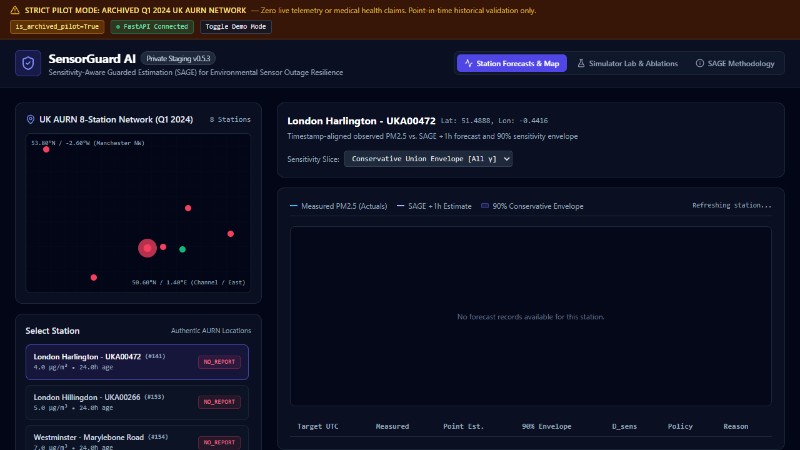 STRICT PILOT MODE: ARCHIVED Q1 2024 UK AURN NETWORK — Zero live telemetry or medical health claims. Point-in-time historical validation only.
is_archived_pilot=True FastAPI Connected Toggle Demo Mode
SensorGuard AI Private Staging v0.5.3
Sensitivity-Aware Guarded Estimation (SAGE) for Environmental Sensor Outage Resilience
Station Forecasts & Map Simulator Lab & Ablations SAGE Methodology
UK AURN 8-Station Network (Q1 2024) 8 Stations
53.80°N / -2.60°W (Manchester NW)
50.60°N / 1.40°E (Channel / East)
Select Station Authentic AURN Locations
London Harlington - UKA00472 (#141)
4.0 µg/m³ • 24.0h age
NO_REPORT
London Hillingdon - UKA00266 (#153)
5.0 µg/m³ • 24.0h age
NO_REPORT
Westminster - Marylebone Road (#154)
7.0 µg/m³ • 24.0h age
NO_REPORT
London Harlington - UKA00472 Lat: 51.4888, Lon: -0.4416
Timestamp-aligned observed PM2.5 vs. SAGE +1h forecast and 90% sensitivity envelope
Sensitivity Slice: Conservative Union Envelope [All γ]
Measured PM2.5 (Actuals) SAGE +1h Estimate 90% Conservative Envelope Refreshing station...
No forecast records available for this station.
Target UTC Measured Point Est. 90% Envelope D_sens Policy Reason